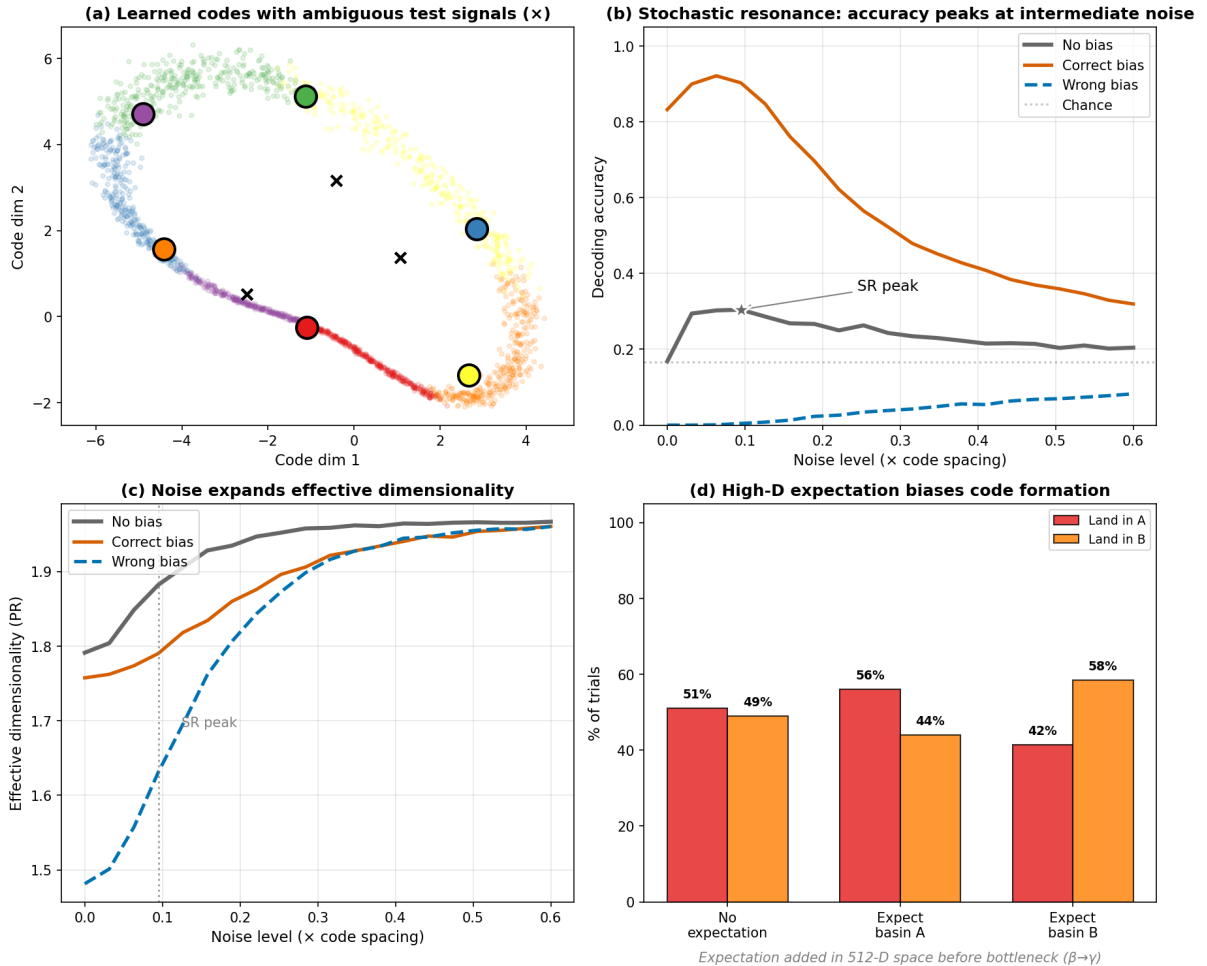 (a) Learned codes with ambiguous test signals (×)
6
4
2
0
−2
−6
−4
−2
0
2
4
Code dim 1
Code dim 2
(b) Stochastic resonance: accuracy peaks at intermediate noise
No bias
Correct bias
Wrong bias
Chance
SR peak
1.0
0.8
0.6
0.4
0.2
0.0
0.0
0.1
0.2
0.3
0.4
0.5
0.6
Noise level (× code spacing)
Decoding accuracy
(c) Noise expands effective dimensionality
No bias
Correct bias
Wrong bias
SR peak
1.9
1.8
1.7
1.6
1.5
0.0
0.1
0.2
0.3
0.4
0.5
0.6
Noise level (× code spacing)
Effective dimensionality (PR)
(d) High-D expectation biases code formation
Land in A
Land in B
100
80
60
40
20
0
51%
49%
56%
44%
42%
58%
No
expectation
Expect
basin A
Expect
basin B
% of trials
Expectation added in 512-D space before bottleneck (β→γ)